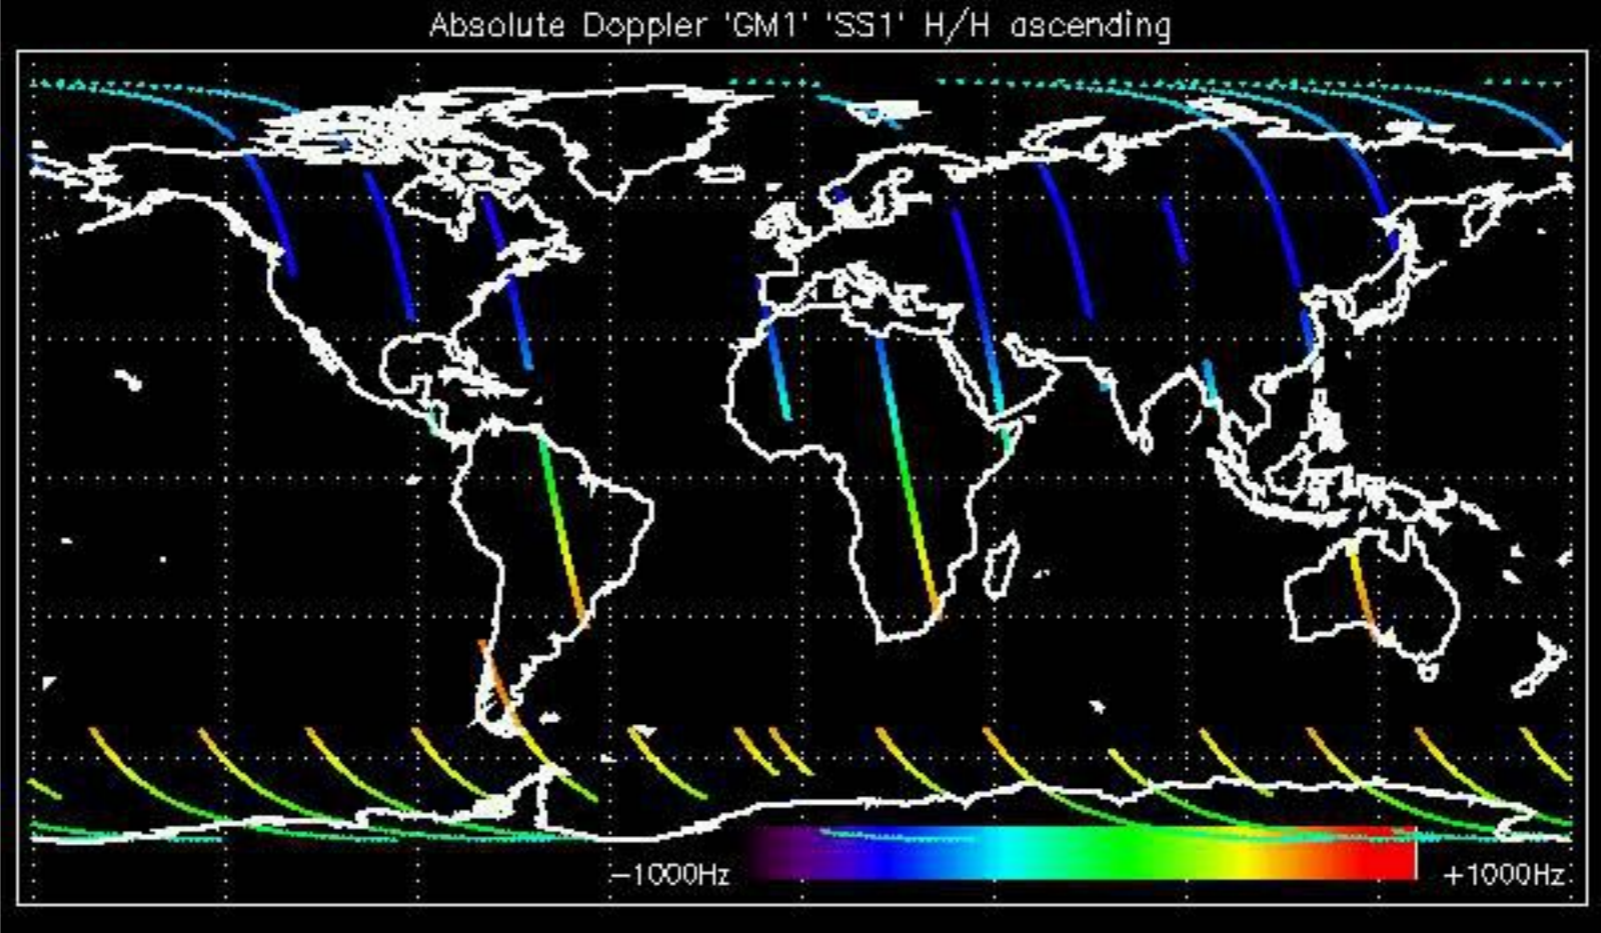 Absolute Doppler 'GM1' 'SS1' H/H ascending
-1000Hz +1000Hz